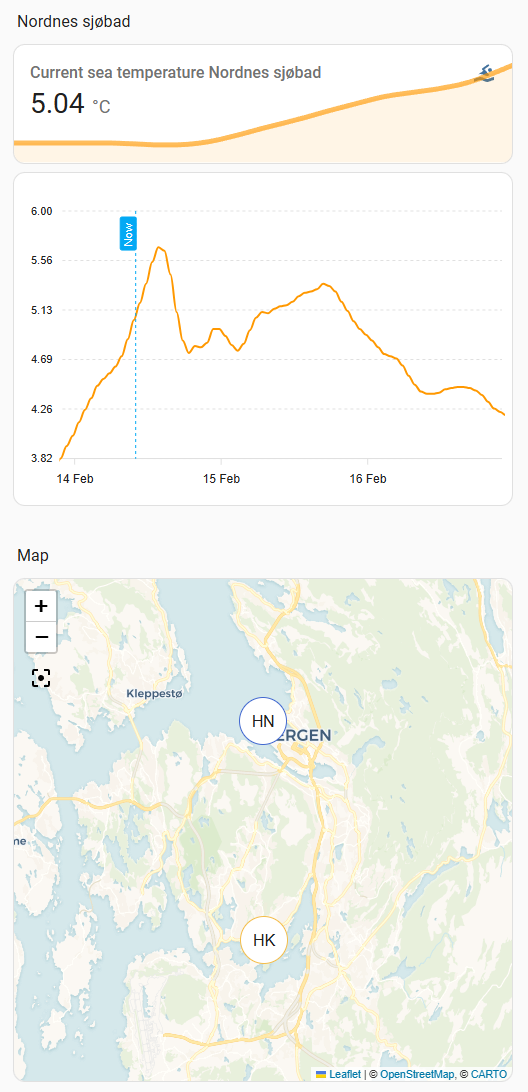 Nordnes sjøbad
Current sea temperature Nordnes sjøbad
5.04 °C
6.00
Now
5.56
5.13
4.69
4.26
3.82
14 Feb
15 Feb
16 Feb
Map
+
−
Kleppestø
HN
ERGEN
ne
HK
Leaflet | © OpenStreetMap, © CARTO